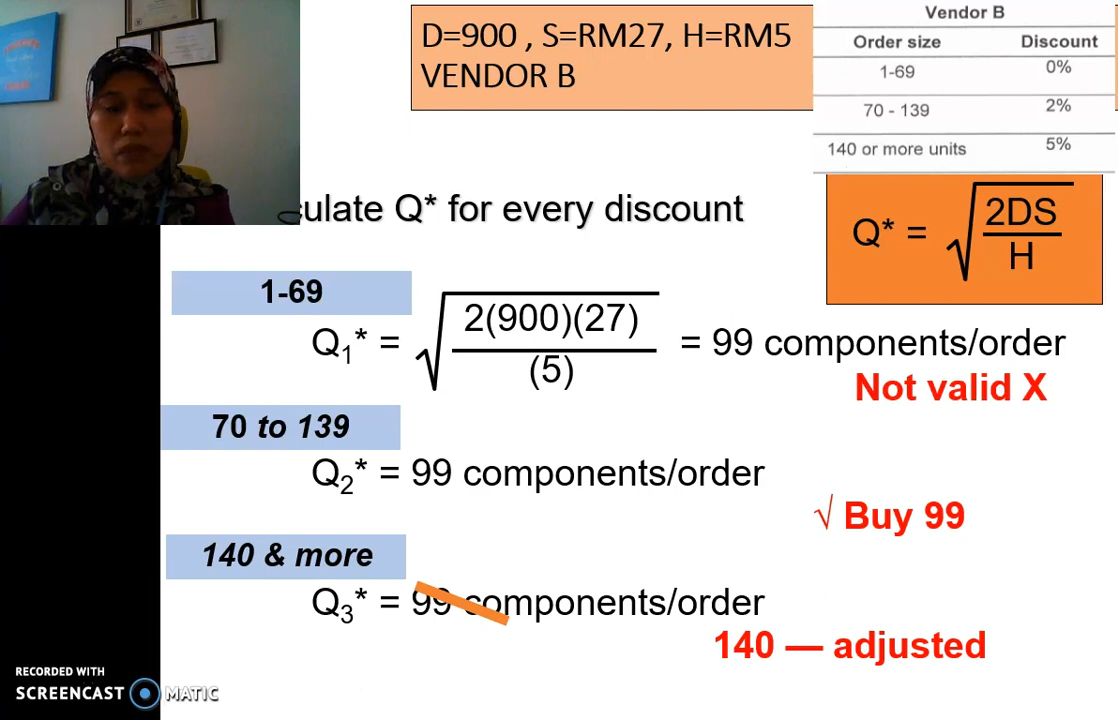 D=900 , S=RM27, H=RM5
VENDOR B
Vendor B
Order size Discount
1-69 0%
70 - 139 2%
140 or more units 5%
culate Q* for every discount
Q* = √ 2DS / H
1-69
Q₁* = √ 2(900)(27) / (5) = 99 components/order
Not valid X
70 to 139
Q₂* = 99 components/order
√ Buy 99
140 & more
Q₃* = 99 components/order
140 — adjusted
RECORDED WITH
SCREENCAST MATIC